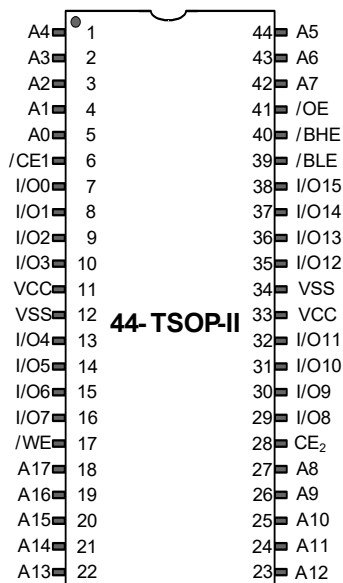 A4 1 44 A5
A3 2 43 A6
A2 3 42 A7
A1 4 41 /OE
A0 5 40 /BHE
/CE1 6 39 /BLE
I/O0 7 38 I/O15
I/O1 8 37 I/O14
I/O2 9 36 I/O13
I/O3 10 35 I/O12
VCC 11 34 VSS
VSS 12 33 VCC
44-TSOP-II
I/O4 13 32 I/O11
I/O5 14 31 I/O10
I/O6 15 30 I/O9
I/O7 16 29 I/O8
/WE 17 28 CE₂
A17 18 27 A8
A16 19 26 A9
A15 20 25 A10
A14 21 24 A11
A13 22 23 A12